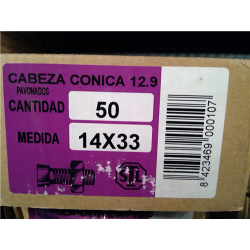 CABEZA CONICA 12.9
PAVONADOS
CANTIDAD
50
MEDIDA
14X33
8 423469 000107